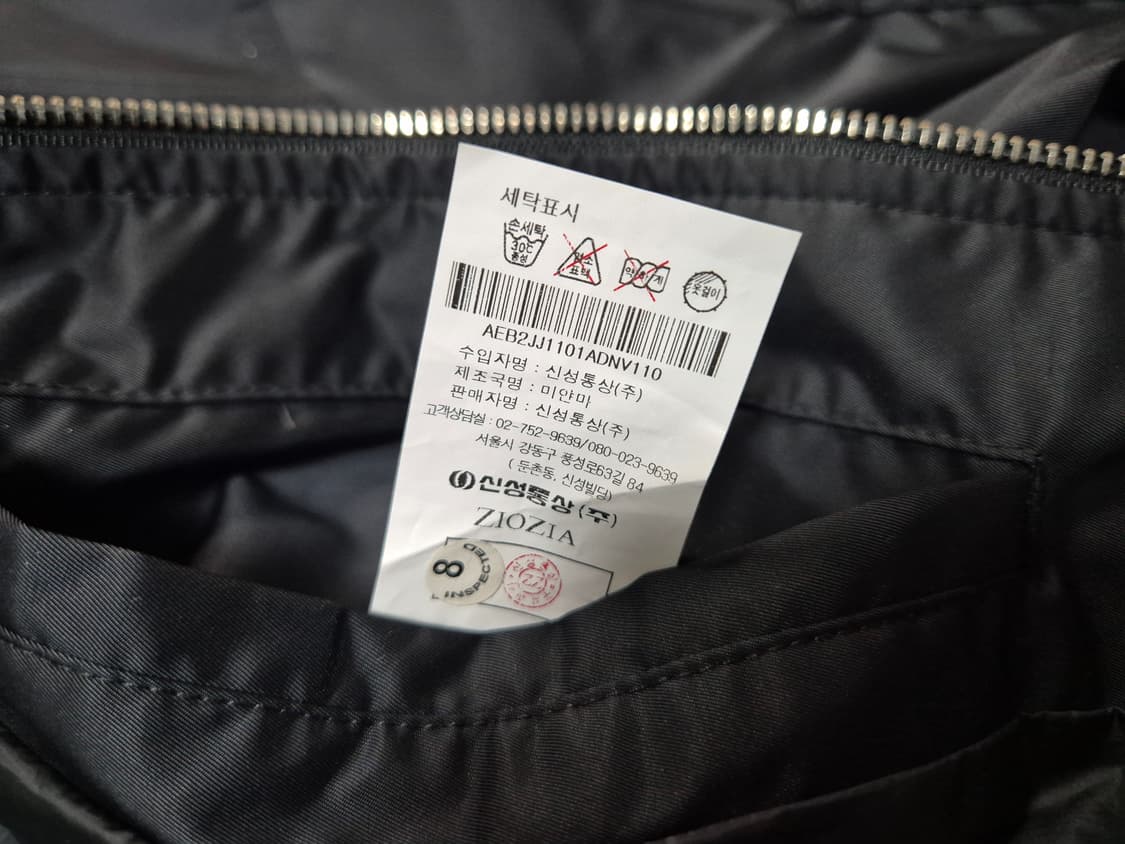 세탁표시
손세탁
30℃
중성
염소
표백
약하게
옷걸이
AEB2JJ1101ADNV110
수입자명 : 신성통상(주)
제조국명 : 미얀마
판매자명 : 신성통상(주)
고객상담실 : 02-752-9639/080-023-9639
서울시 강동구 풍성로63길 84
( 둔촌동, 신성빌딩)
신성통상(주)
ZIOZIA
8
INSPECTED